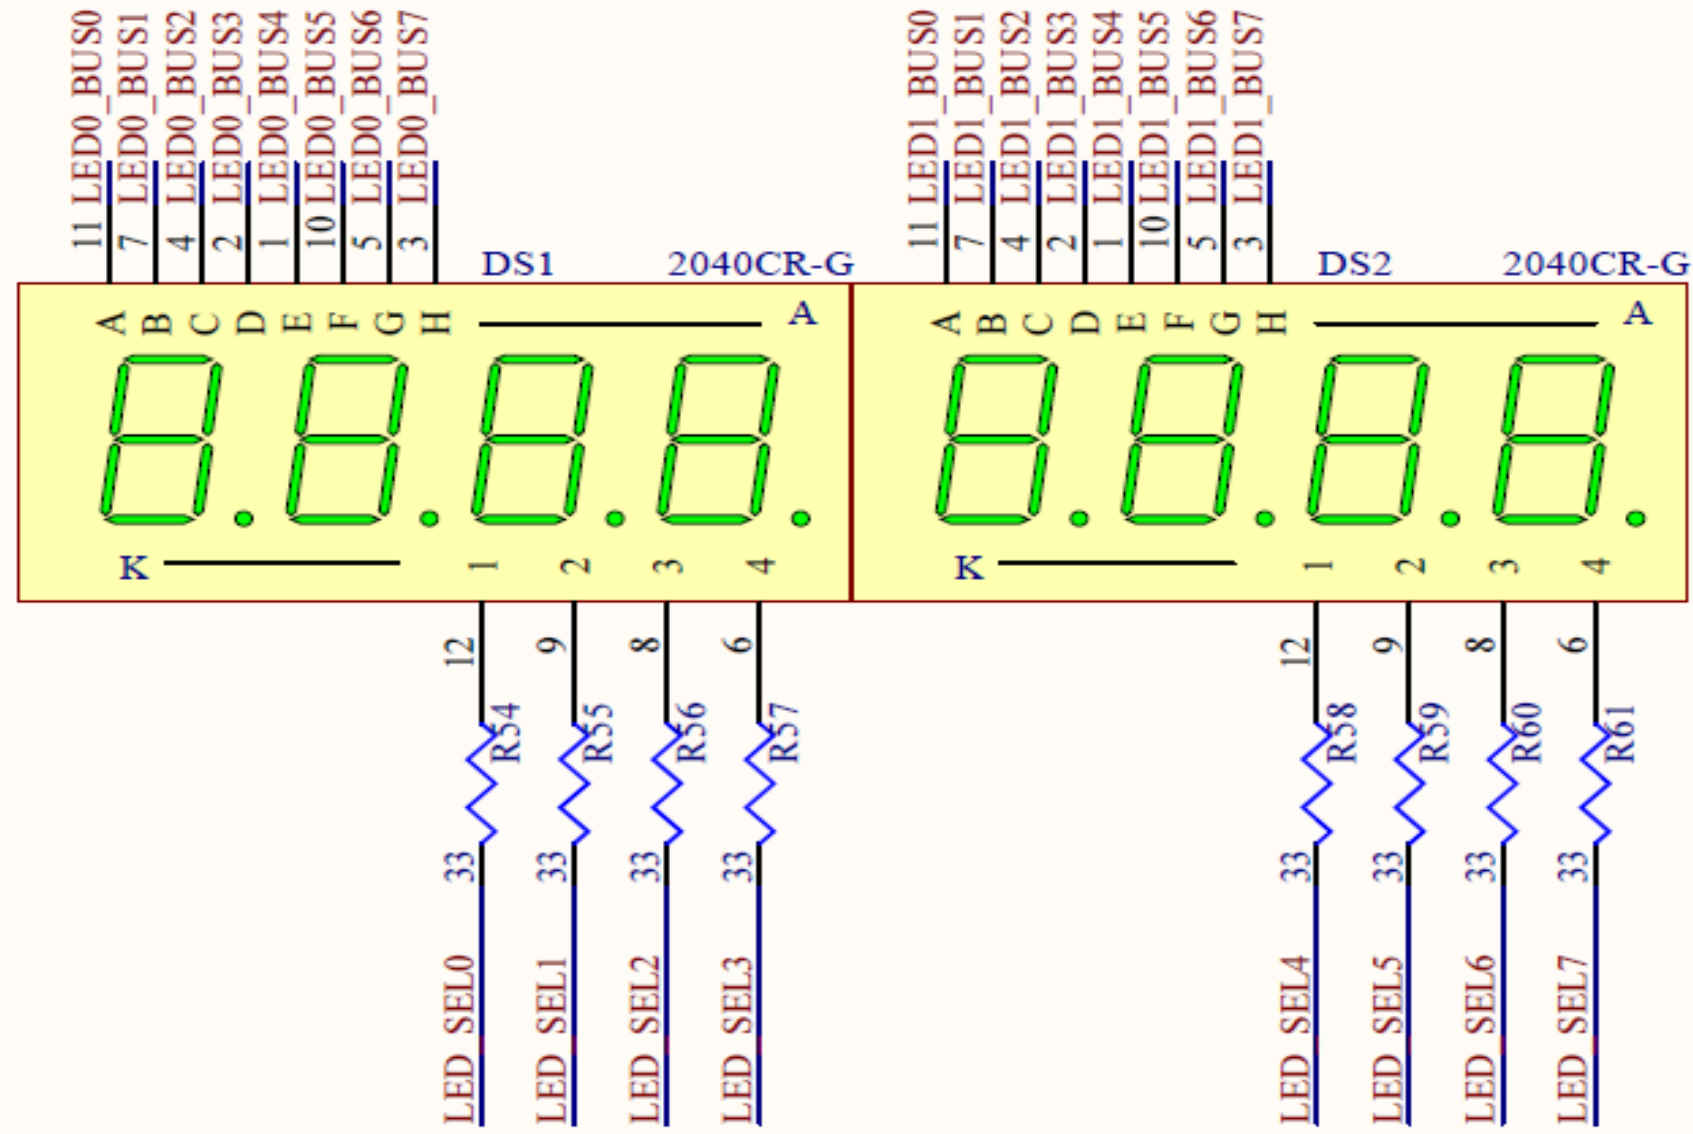 LED0_BUS0
LED0_BUS1
LED0_BUS2
LED0_BUS3
LED0_BUS4
LED0_BUS5
LED0_BUS6
LED0_BUS7
11
7
4
2
1
10
5
3
DS1
2040CR-G
A
B
C
D
E
F
G
H
A
K
1
2
3
4
12
9
8
6
R54
R55
R56
R57
33
33
33
33
LED_SEL0
LED_SEL1
LED_SEL2
LED_SEL3
LED1_BUS0
LED1_BUS1
LED1_BUS2
LED1_BUS3
LED1_BUS4
LED1_BUS5
LED1_BUS6
LED1_BUS7
11
7
4
2
1
10
5
3
DS2
2040CR-G
A
B
C
D
E
F
G
H
A
K
1
2
3
4
12
9
8
6
R58
R59
R60
R61
33
33
33
33
LED_SEL4
LED_SEL5
LED_SEL6
LED_SEL7